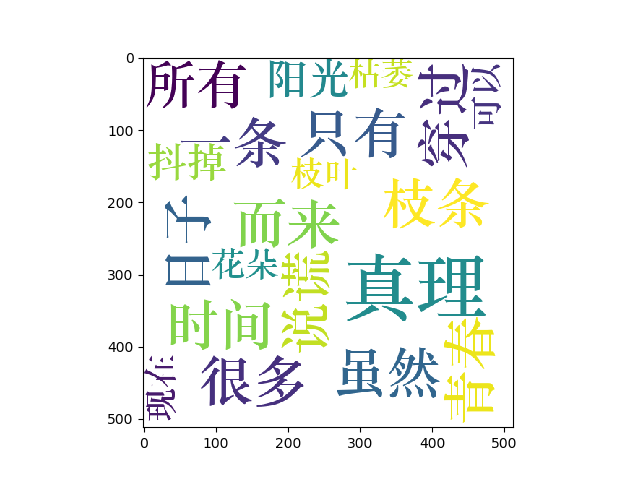 0
所有
阳光
枯萎
穿过
可以
100
一条
只有
抖掉
枝叶
200
日子
而来
枝条
花朵
300
说谎
真理
时间
400
现在
很多
虽然
青春
500
0
100
200
300
400
500